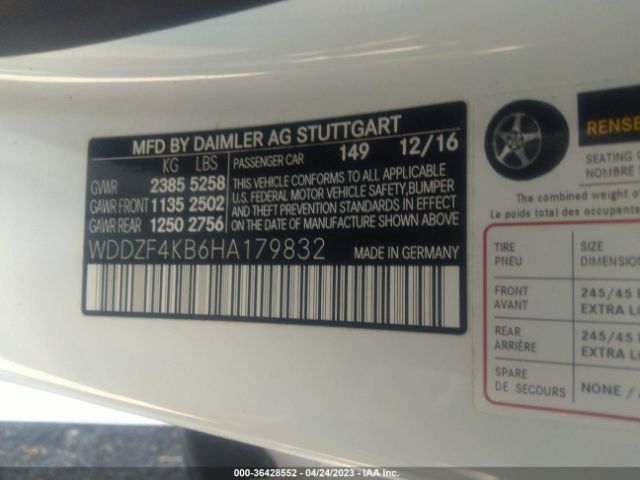 MFD BY DAIMLER AG STUTTGART
KG LBS
GVWR 2385 5258
GAWR FRONT 1135 2502
GAWR REAR 1250 2756
PASSENGER CAR 149 12/16
THIS VEHICLE CONFORMS TO ALL APPLICABLE
U.S. FEDERAL MOTOR VEHICLE SAFETY, BUMPER
AND THEFT PREVENTION STANDARDS IN EFFECT
ON THE DATE OF MANUFACTURE SHOWN ABOVE
WDDZF4KB6HA179832 MADE IN GERMANY
RENSE
SEATING
NOMBRE
The combined weight of
Le poids total des occupants
TIRE SIZE
PNEU DIMENSION
FRONT 245/45
AVANT EXTRA
REAR 245/45
ARRIÈRE EXTRA
SPARE NONE /
DE SECOURS
000-36428552 - 04/24/2023 - IAA Inc.